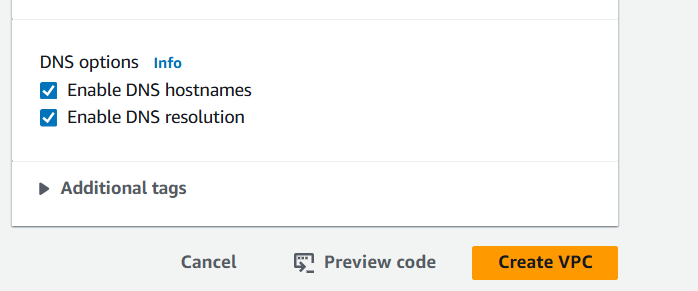 DNS options Info
Enable DNS hostnames
Enable DNS resolution
Additional tags
Cancel Preview code Create VPC